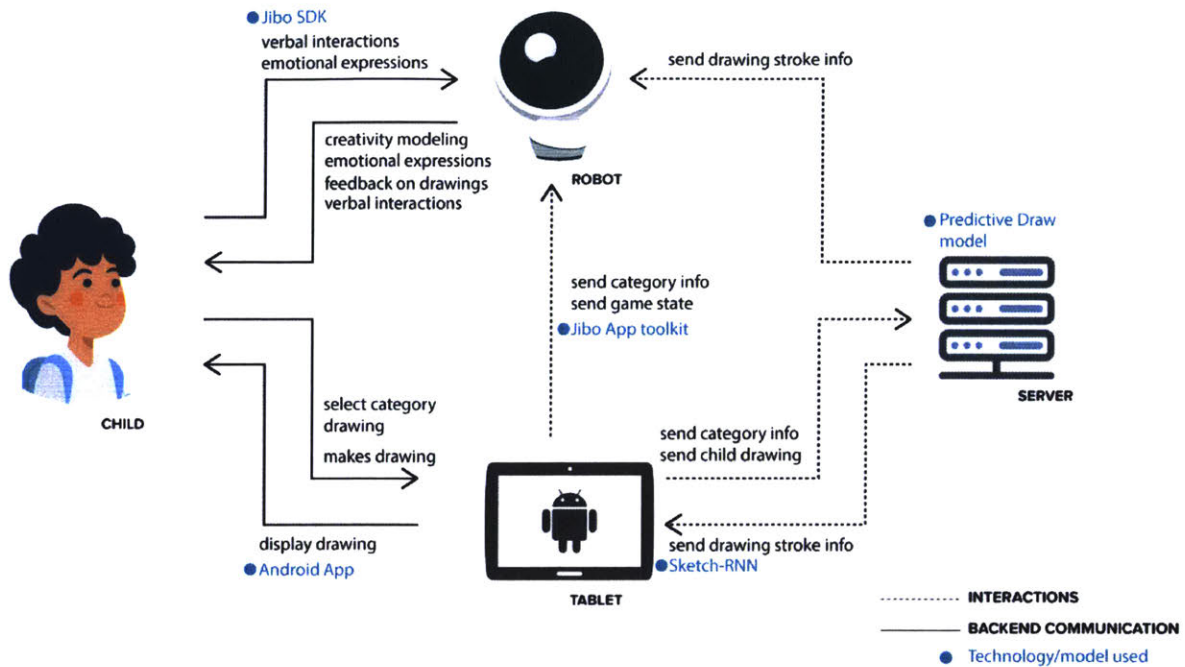 Jibo SDK
verbal interactions
emotional expressions
send drawing stroke info
creativity modeling
emotional expressions
feedback on drawings
verbal interactions
ROBOT
Predictive Draw
model
send category info
send game state
Jibo App toolkit
SERVER
CHILD
select category
drawing
makes drawing
send category info
send child drawing
display drawing
Android App
send drawing stroke info
Sketch-RNN
TABLET
INTERACTIONS
BACKEND COMMUNICATION
Technology/model used